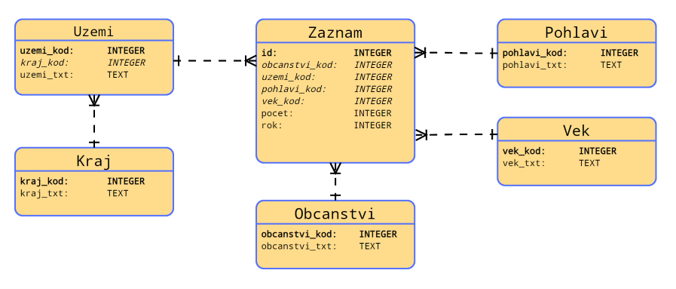 Uzemi
uzemi_kod: INTEGER
kraj_kod: INTEGER
uzemi_txt: TEXT
Zaznam
id: INTEGER
obcanstvi_kod: INTEGER
uzemi_kod: INTEGER
pohlavi_kod: INTEGER
vek_kod: INTEGER
pocet: INTEGER
rok: INTEGER
Pohlavi
pohlavi_kod: INTEGER
pohlavi_txt: TEXT
Vek
vek_kod: INTEGER
vek_txt: TEXT
Kraj
kraj_kod: INTEGER
kraj_txt: TEXT
Obcanstvi
obcanstvi_kod: INTEGER
obcanstvi_txt: TEXT